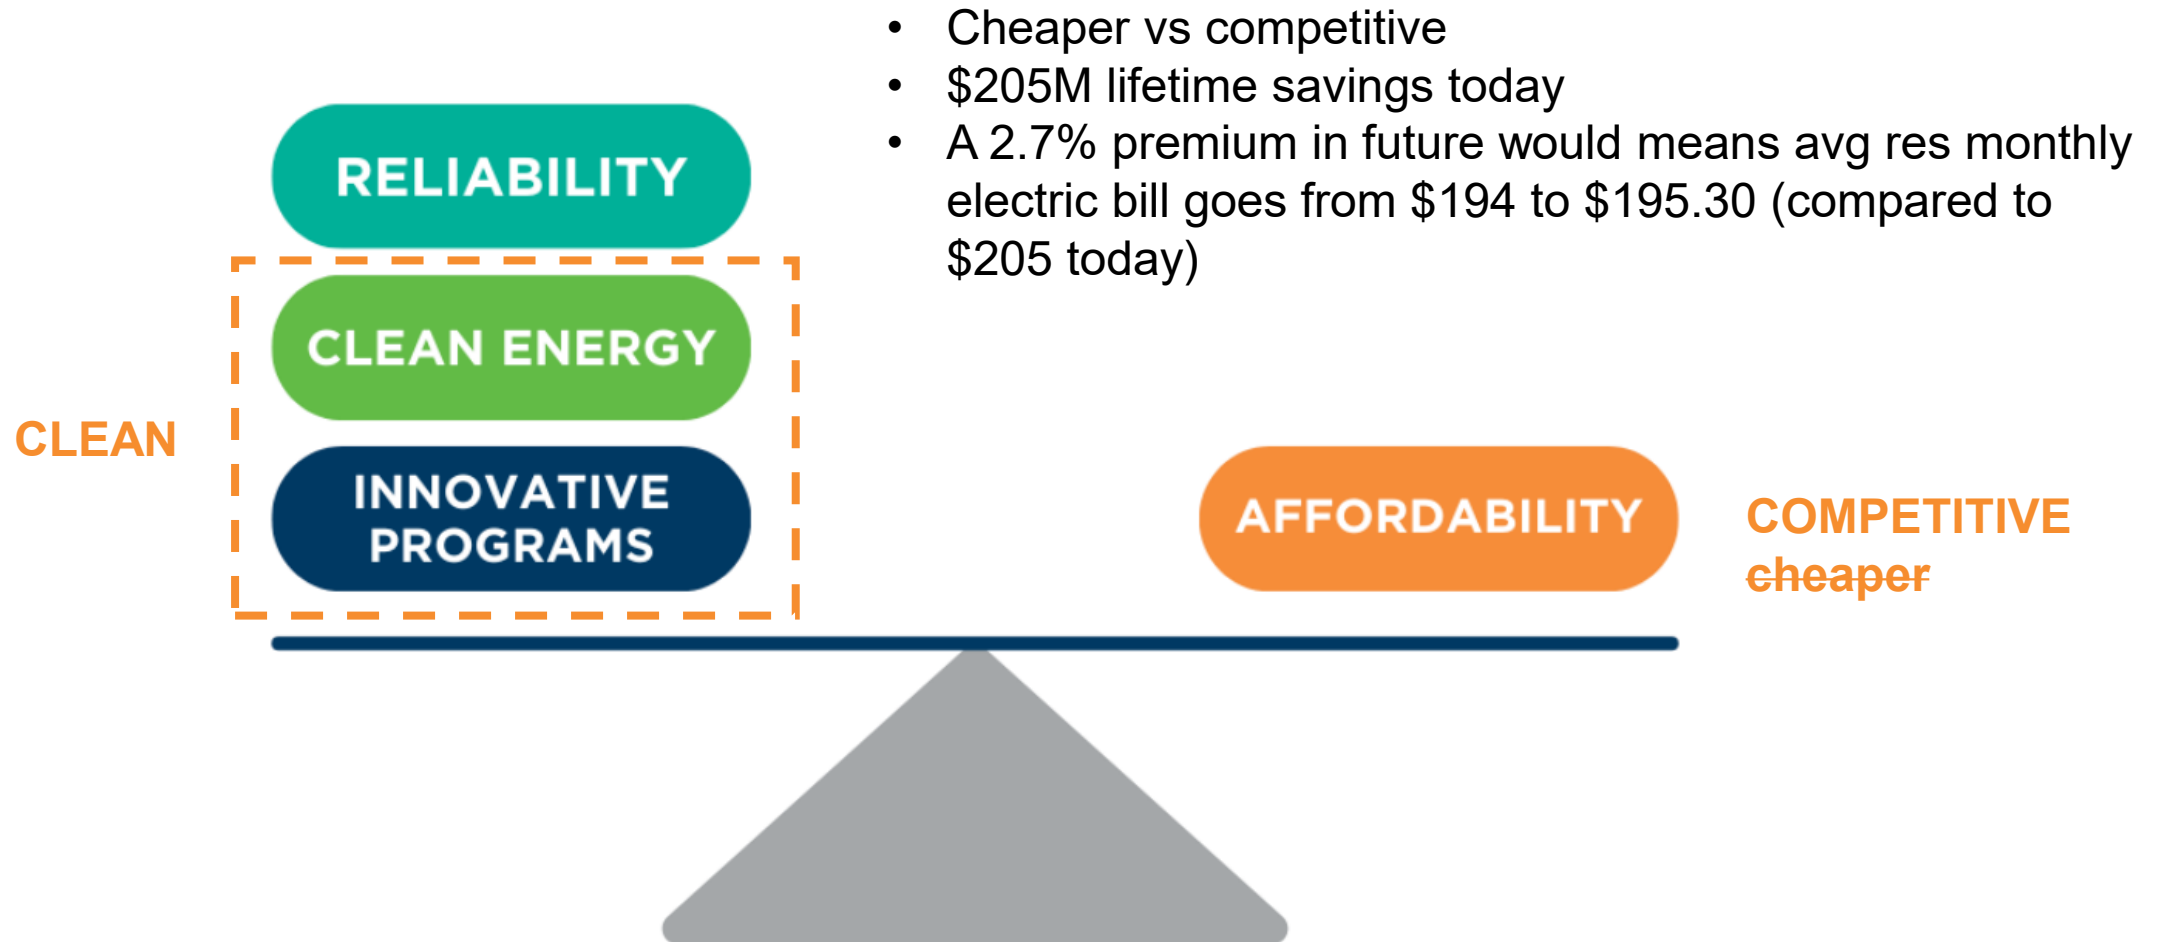 • Cheaper vs competitive
• $205M lifetime savings today
• A 2.7% premium in future would means avg res monthly
electric bill goes from $194 to $195.30 (compared to
$205 today)
RELIABILITY
CLEAN ENERGY
CLEAN
INNOVATIVE
PROGRAMS
AFFORDABILITY
COMPETITIVE
cheaper